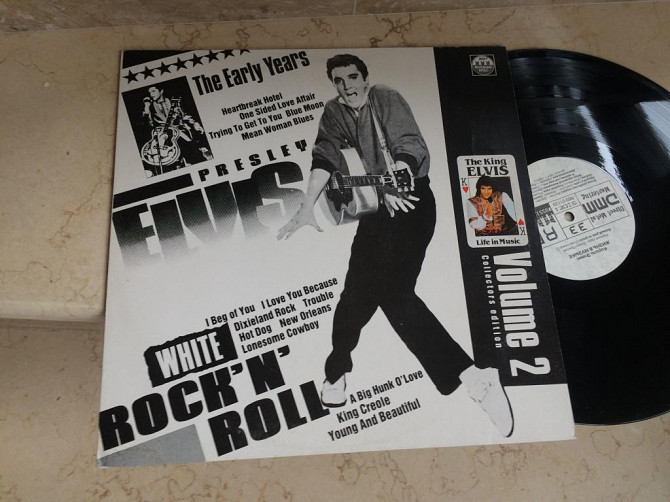 The Early Years
Heartbreak Hotel
One Sided Love Affair
Trying To Get To You Blue Moon
Mean Woman Blues
PRESLEY
ELVIS
I Beg of You I Love You Because
Dixieland Rock Trouble
Hot Dog New Orleans
Lonesome Cowboy
WHITE
ROCK'N'
ROLL
A Big Hunk O'Love
King Creole
Young And Beautiful
The King
ELVIS
K
K
Life in Music
Volume 2
Collectors edition
DMM
Mastering
33